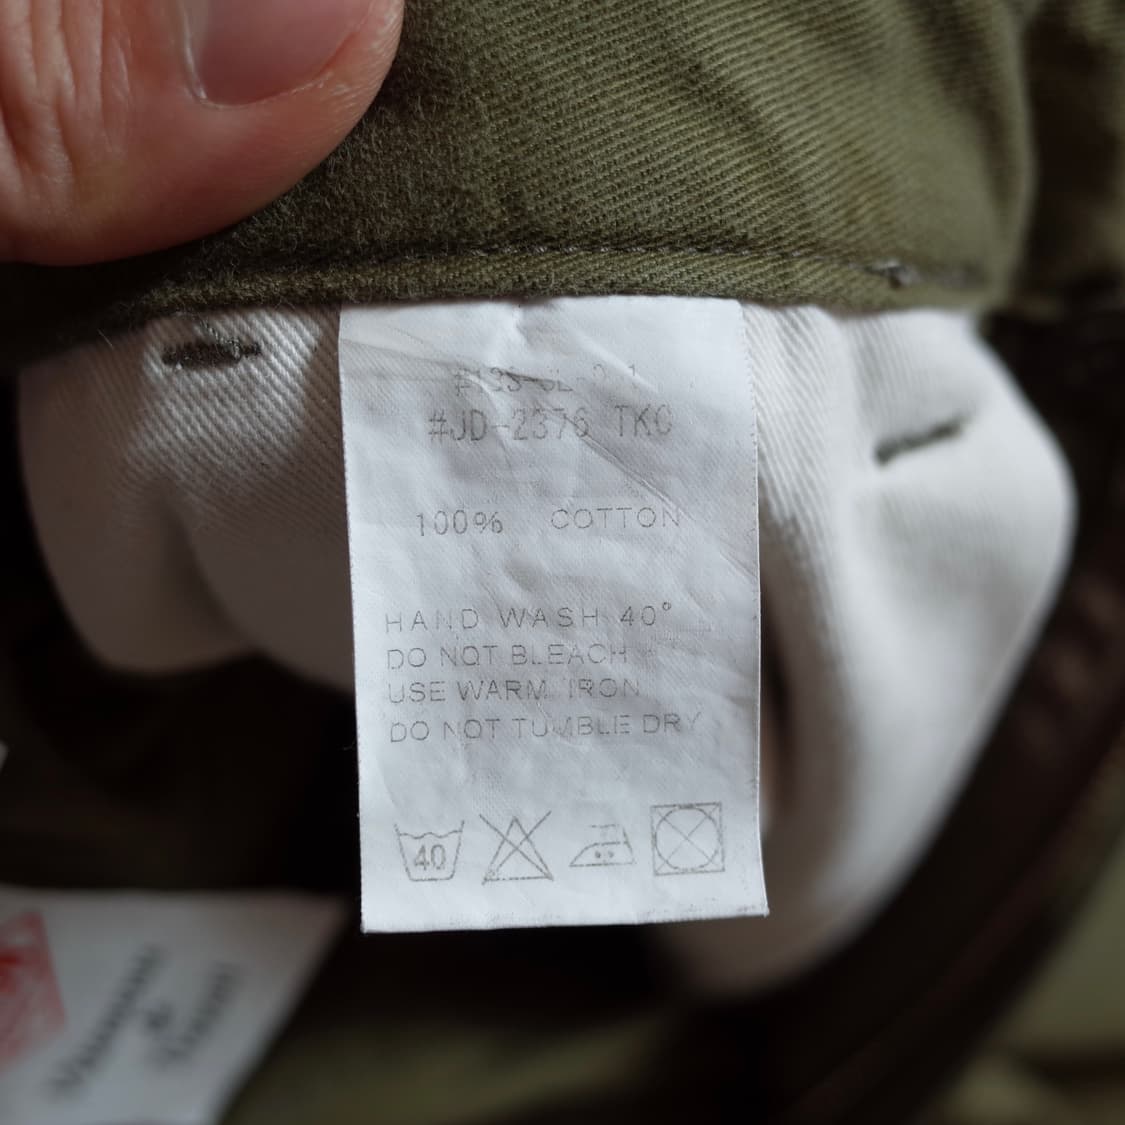 #JD-2376 TKC
100% COTTON
HAND WASH 40°
DO NOT BLEACH
USE WARM IRON
DO NOT TUMBLE DRY
40